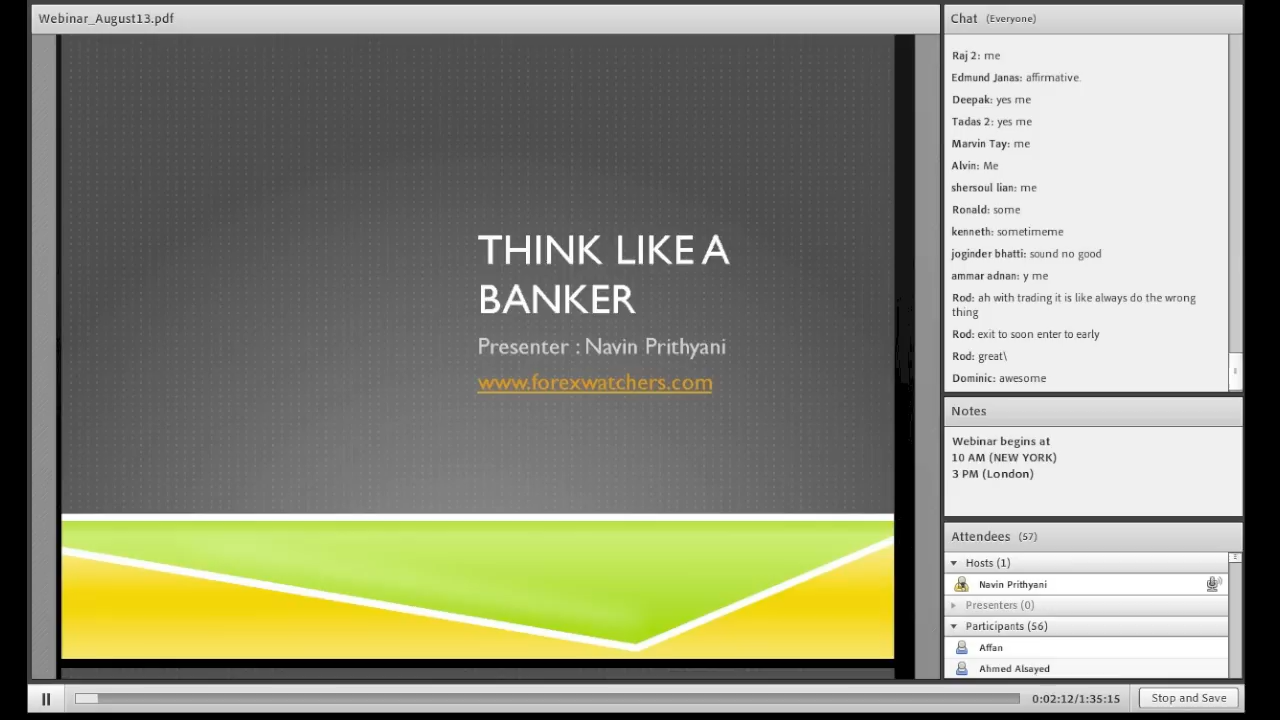 Webinar_August13.pdf
THINK LIKE A
BANKER
Presenter : Navin Prithyani
www.forexwatchers.com
Chat (Everyone)
Raj 2: me
Edmund Janas: affirmative.
Deepak: yes me
Tadas 2: yes me
Marvin Tay: me
Alvin: Me
shersoul lian: me
Ronald: some
kenneth: sometimeme
joginder bhatti: sound no good
ammar adnan: y me
Rod: ah with trading it is like always do the wrong
thing
Rod: exit to soon enter to early
Rod: great\
Dominic: awesome
Notes
Webinar begins at
10 AM (NEW YORK)
3 PM (London)
Attendees (57)
Hosts (1)
Navin Prithyani
Presenters (0)
Participants (56)
Affan
Ahmed Alsayed
0:02:12/1:35:15
Stop and Save